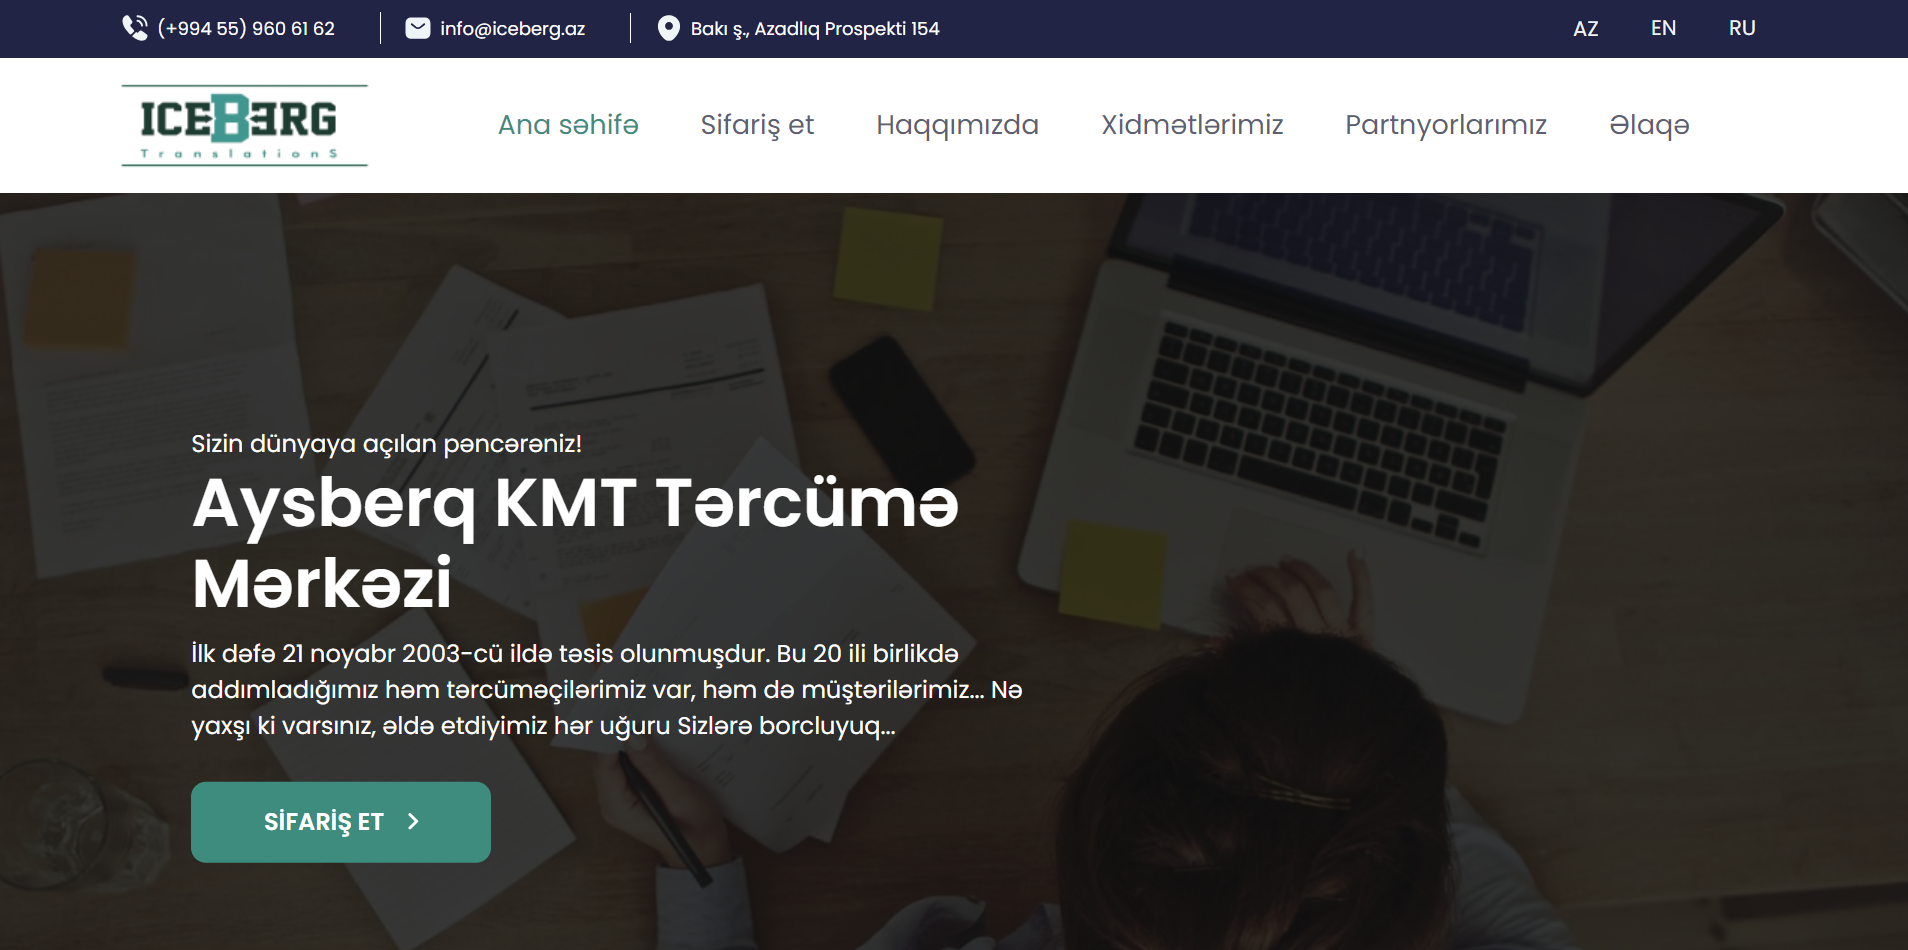 (+994 55) 960 61 62
info@iceberg.az
Bakı ş., Azadlıq Prospekti 154
AZ
EN
RU
ICEBERG
TranslationS
Ana səhifə
Sifariş et
Haqqımızda
Xidmətlərimiz
Partnyorlarımız
Əlaqə
Sizin dünyaya açılan pəncərəniz!
Aysberq KMT Tərcümə
Mərkəzi
İlk dəfə 21 noyabr 2003-cü ildə təsis olunmuşdur. Bu 20 ili birlikdə
addımladığımız həm tərcüməçilərimiz var, həm də müştərilərimiz... Nə
yaxşı ki varsınız, əldə etdiyimiz hər uğuru Sizlərə borcluyuq...
SİFARİŞ ET